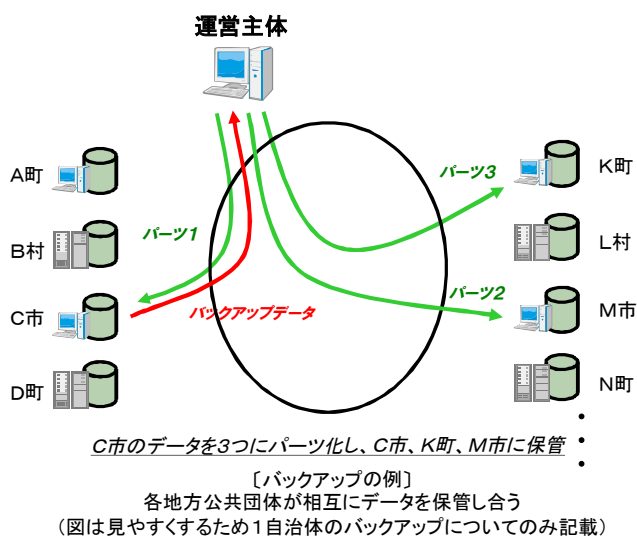 運営主体
A町
B村
C市
D町
パーツ1
バックアップデータ
パーツ3
パーツ2
K町
L村
M市
N町
C市のデータを3つにパーツ化し、C市、K町、M市に保管
〔バックアップの例〕
各地方公共団体が相互にデータを保管し合う
（図は見やすくするため１自治体のバックアップについてのみ記載）